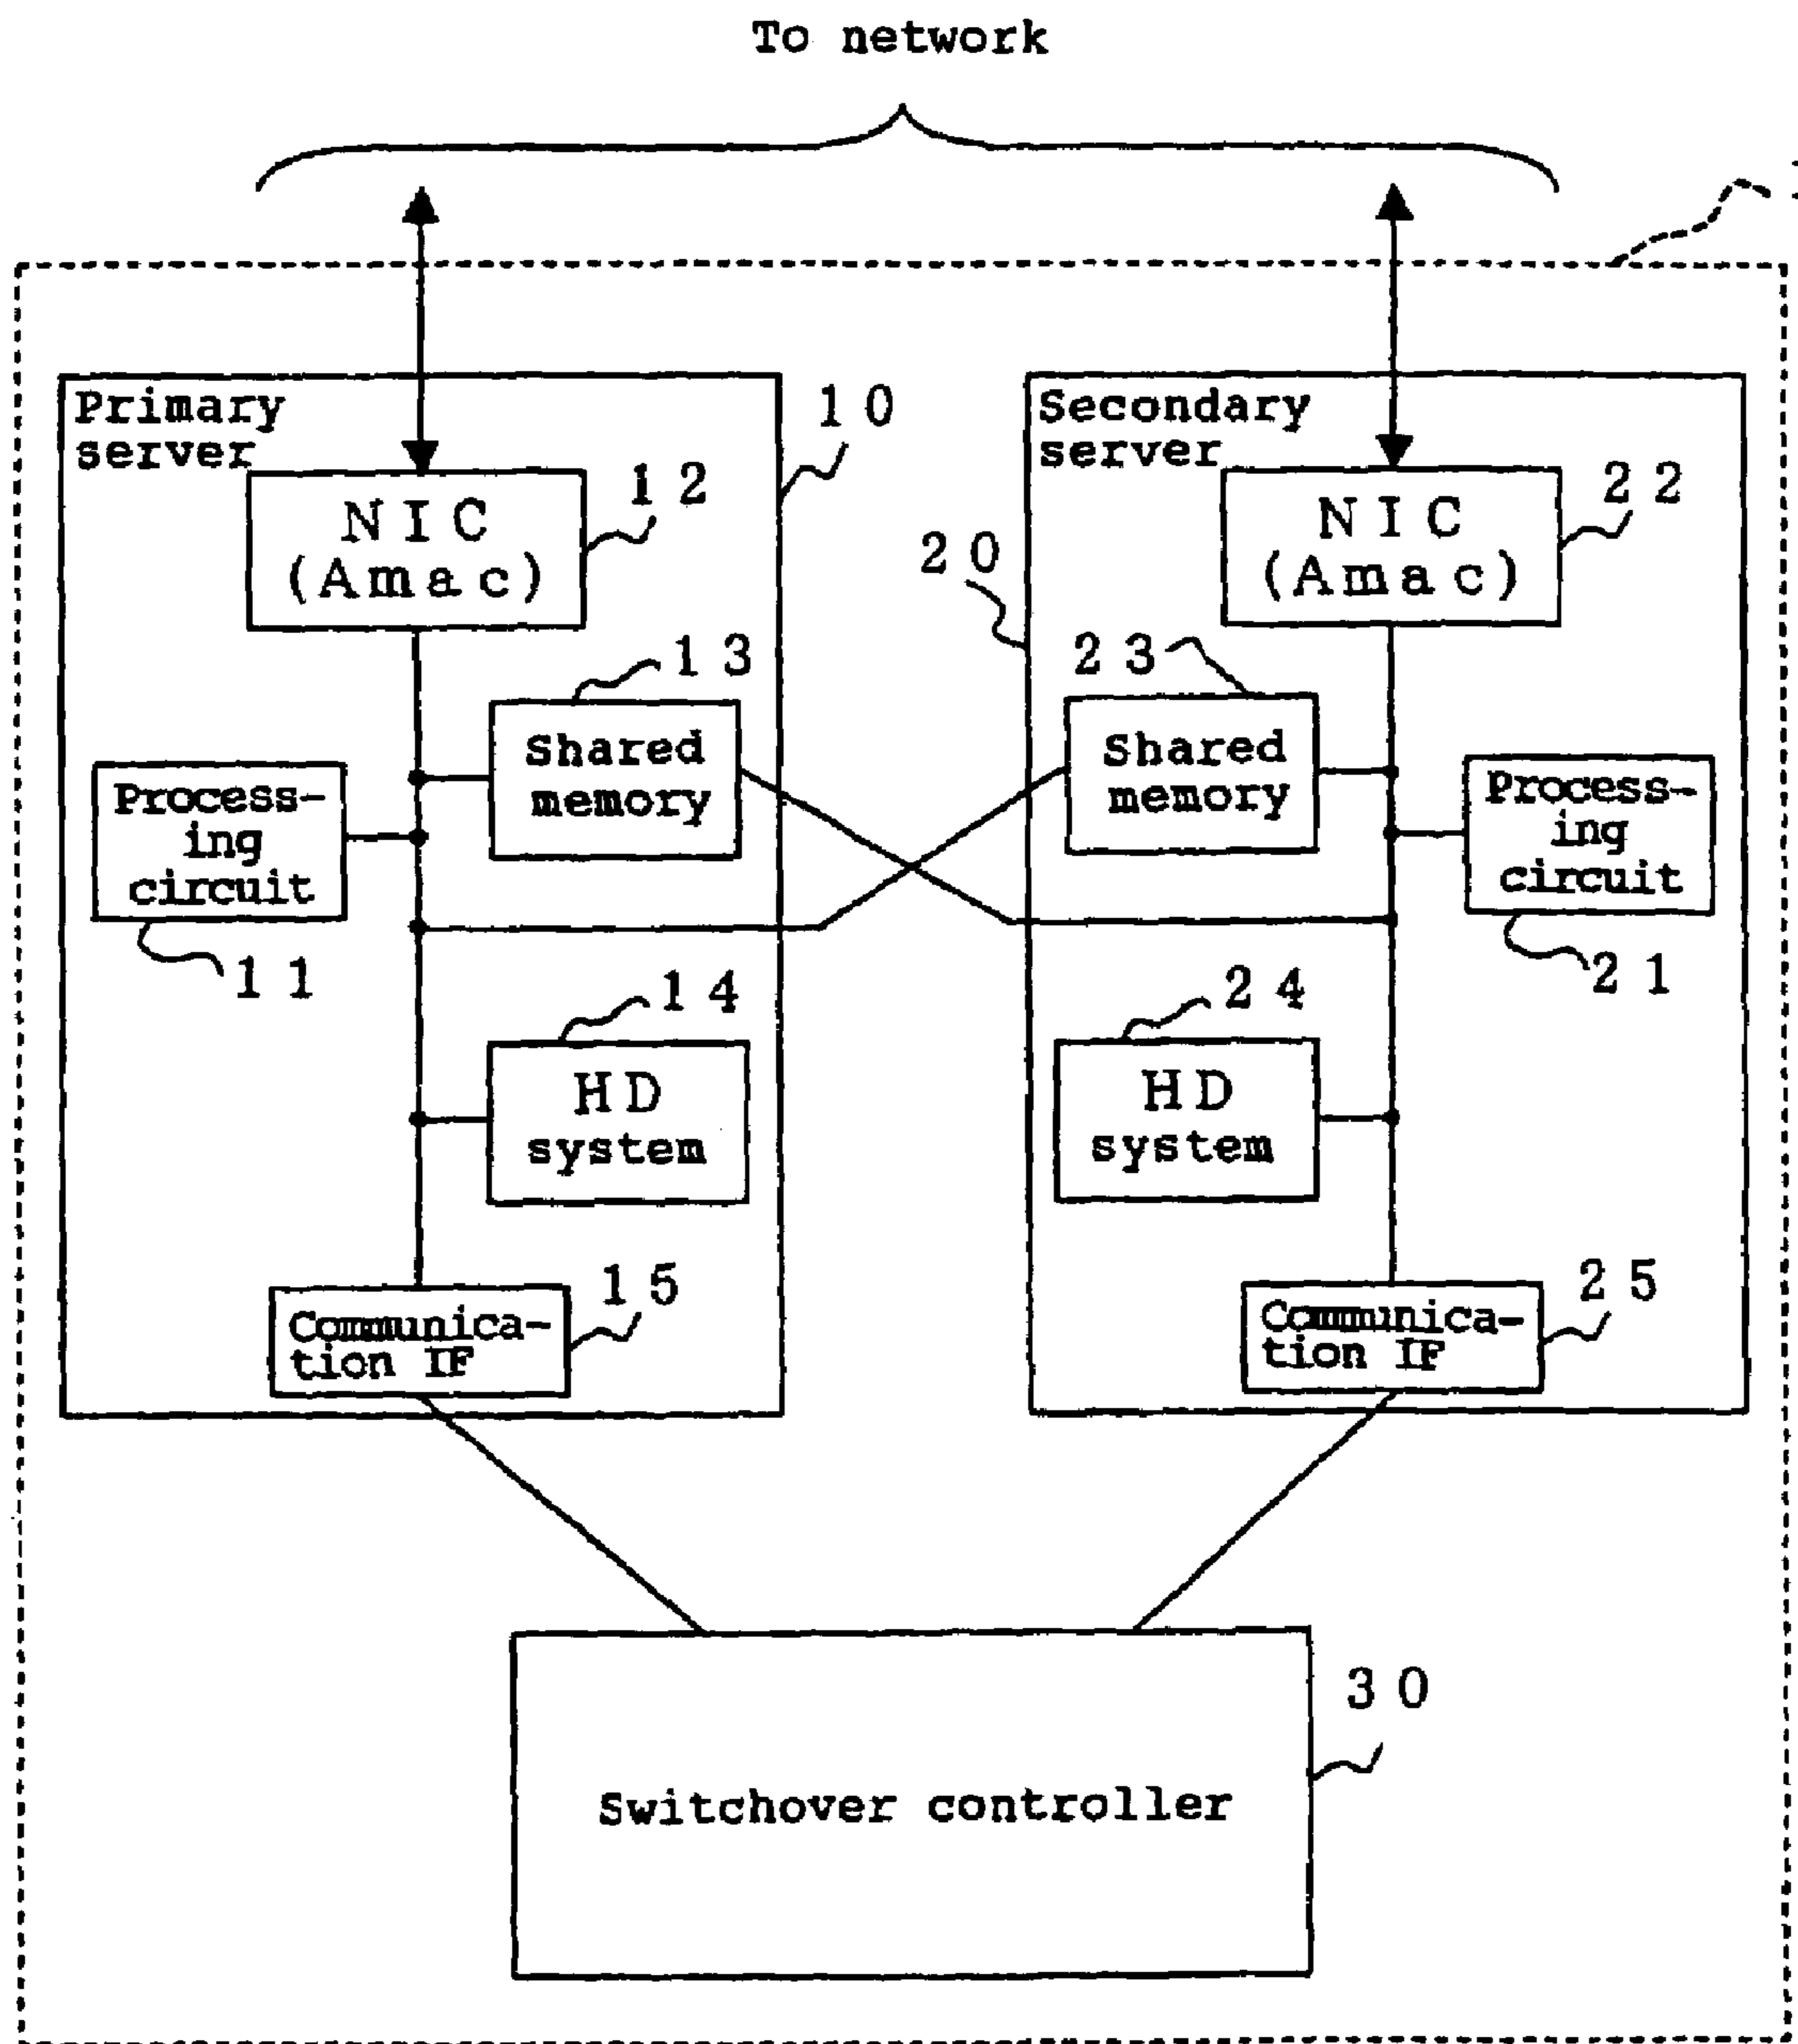 To network
Primary
server
10
NIC
(Amac)
12
Shared
memory
13
Process-
ing
circuit
11
HD
system
14
Communica-
tion IF
15
Secondary
server
20
NIC
(Amac)
22
Shared
memory
23
Process-
ing
circuit
21
HD
system
24
Communica-
tion IF
25
Switchover controller
30